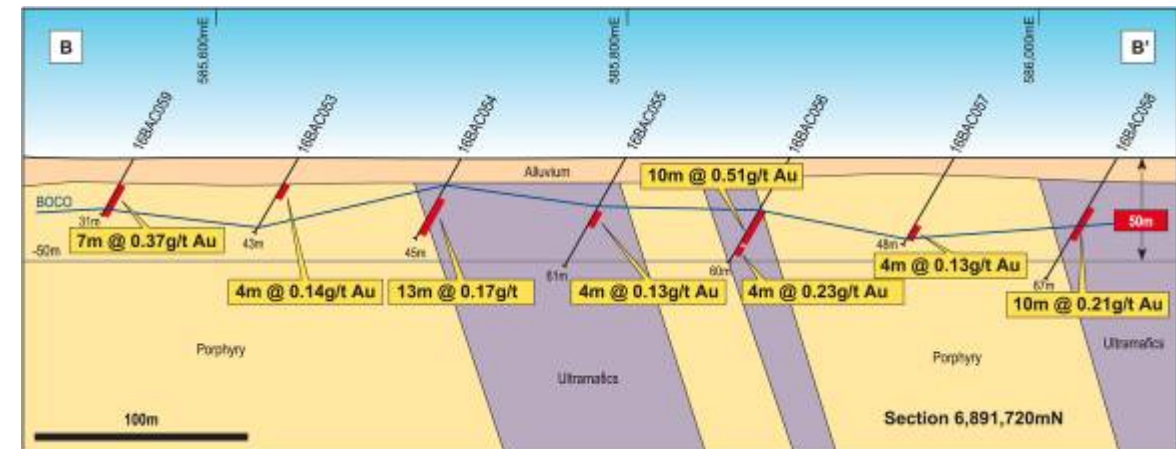 B
585,600mE
585,800mE
586,000mE
B'
16BAC059
16BAC053
16BAC054
16BAC055
16BAC056
16BAC057
16BAC058
Alluvium
10m @ 0.51g/t Au
BOCO
31m
7m @ 0.37g/t Au
43m
45m
48m
50m
-50m
61m
60m
4m @ 0.13g/t Au
67m
4m @ 0.14g/t Au
13m @ 0.17g/t
4m @ 0.13g/t Au
4m @ 0.23g/t Au
10m @ 0.21g/t Au
Porphyry
Ultramafics
Porphyry
Ultramafics
100m
Section 6,891,720mN